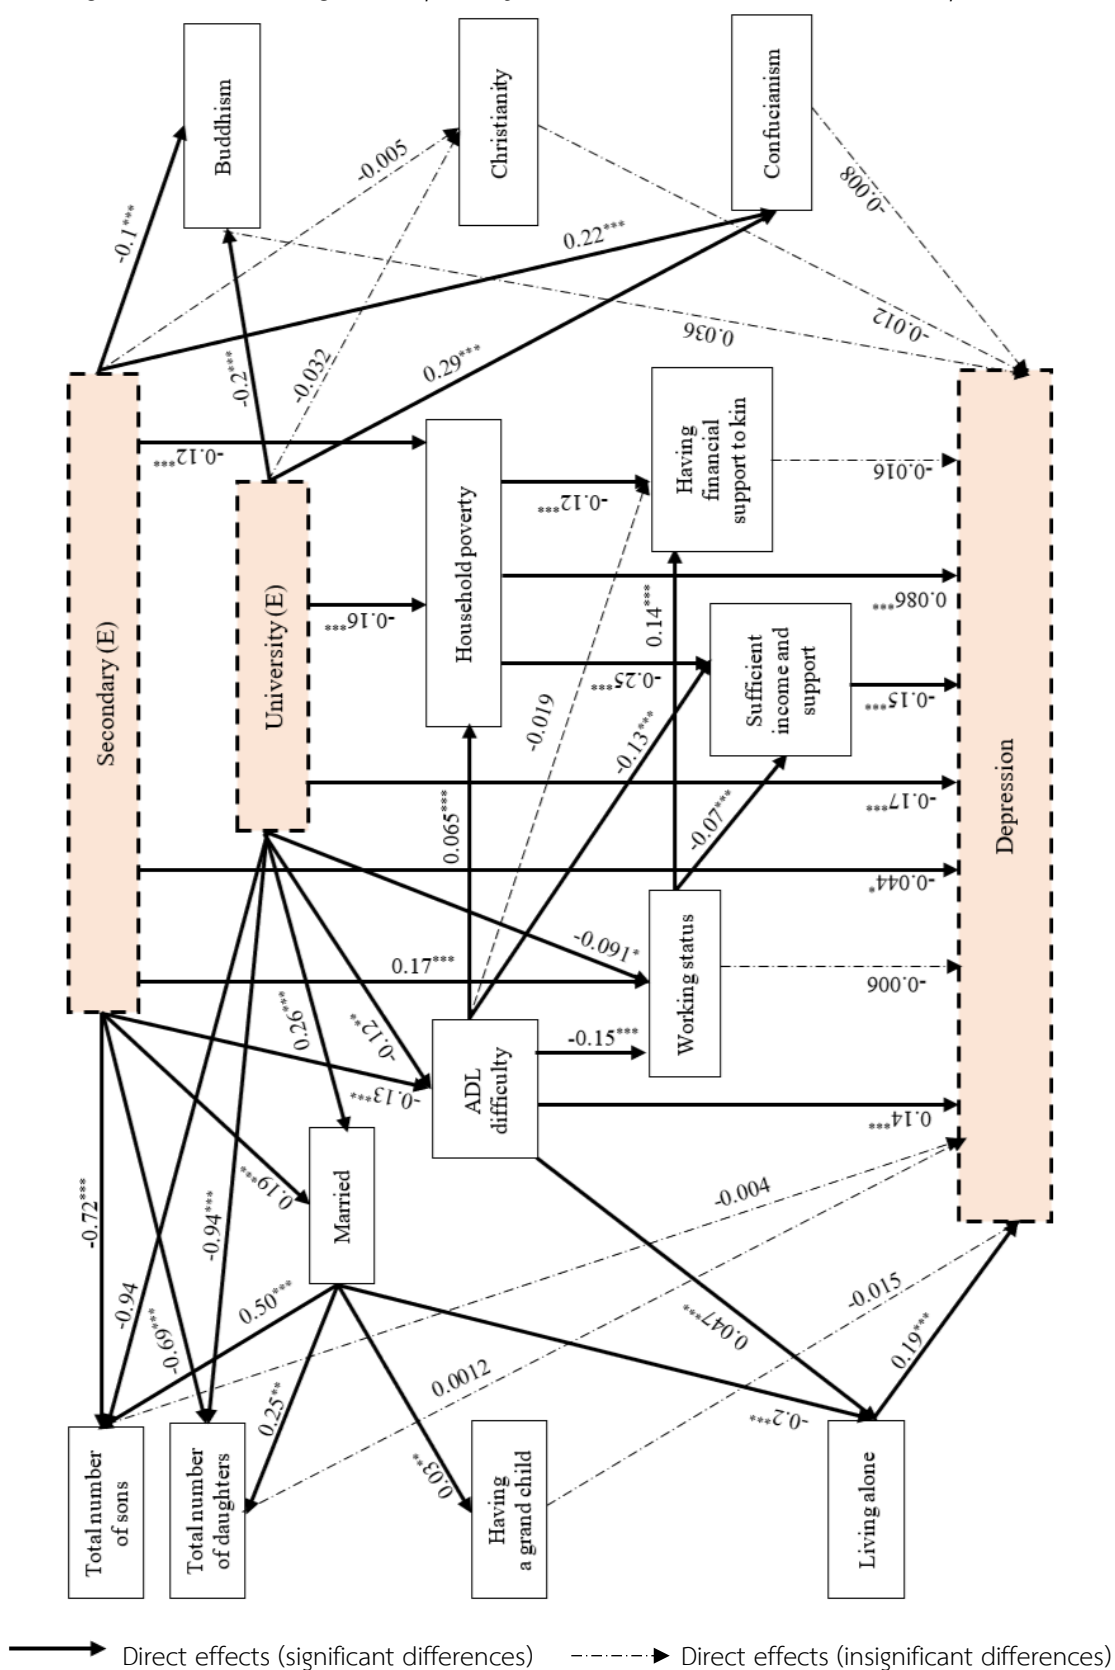 Buddhism
Christianity
Confucianism
-0.1***
-0.005
-0.008
0.22***
0.036
-0.012
-0.2***
-0.032
0.29***
-0.12***
Having
financial
support to kin
-0.12***
-0.016
Household poverty
-0.16***
0.14***
0.086***
Secondary (E)
University (E)
-0.25***
Sufficient
income and
support
-0.15***
-0.019
-0.13***
Depression
-0.17***
0.065***
-0.07***
-0.044*
-0.091*
0.17***
Working status
-0.006
0.26***
-0.12**
-0.15***
ADL
difficulty
-0.13***
0.14***
0.19***
Married
-0.72***
-0.94***
-0.004
-0.94
-0.69***
0.50***
0.047***
-0.015
0.0012
0.19***
0.25**
0.03**
-0.2***
Total number
of sons
Total number
of daughters
Having
a grand child
Living alone
Direct effects (significant differences)
Direct effects (insignificant differences)